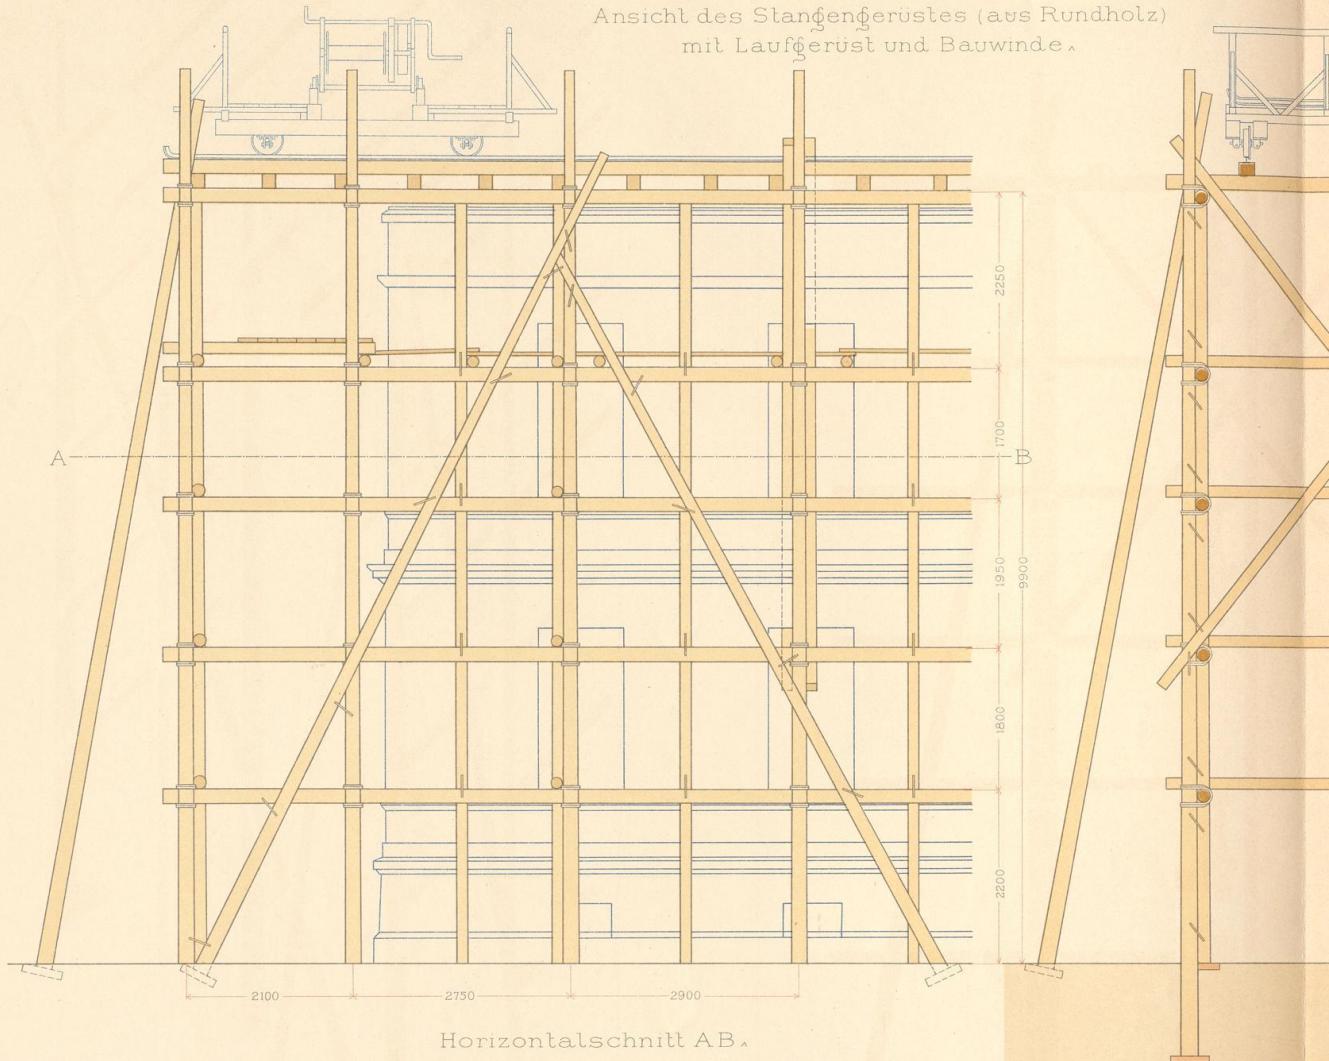 Ansicht des Stangengerüstes (aus Rundholz)
mit Laufgerüst und Bauwinde.
2250
A
B
1700
1950
9900
1800
2200
2100
2750
2900
Horizontalschnitt AB.